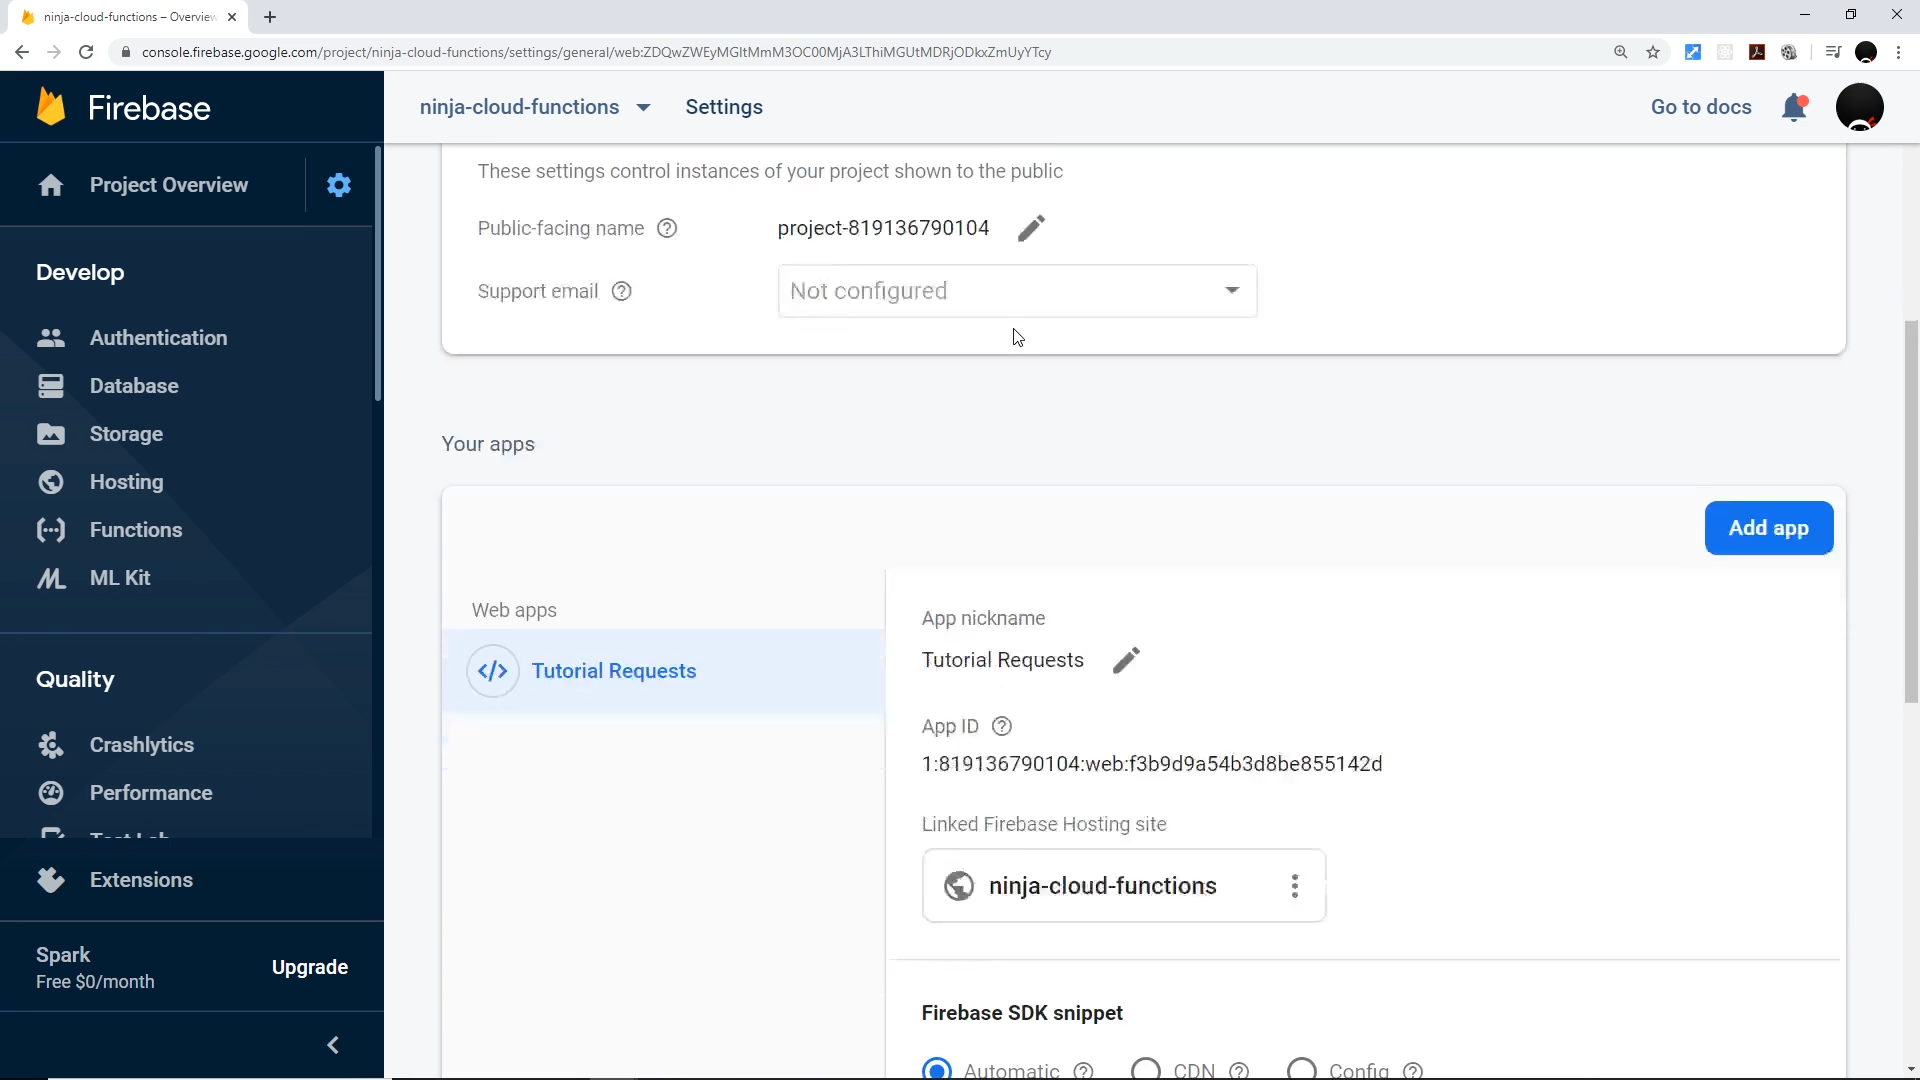 ninja-cloud-functions – Overview
console.firebase.google.com/project/ninja-cloud-functions/settings/general/web:ZDQwZWEyMGItMmM3OC00MjA3LThiMGUtMDRjODkxZmUyYTcy
Firebase
ninja-cloud-functions Settings Go to docs
Project Overview
Develop
Authentication
Database
Storage
Hosting
Functions
ML Kit
Quality
Crashlytics
Performance
Test Lab
Extensions
Spark
Free $0/month
Upgrade
These settings control instances of your project shown to the public
Public-facing name project-819136790104
Support email Not configured
Your apps
Add app
Web apps
</> Tutorial Requests
App nickname
Tutorial Requests
App ID
1:819136790104:web:f3b9d9a54b3d8be855142d
Linked Firebase Hosting site
ninja-cloud-functions
Firebase SDK snippet
Automatic CDN Config